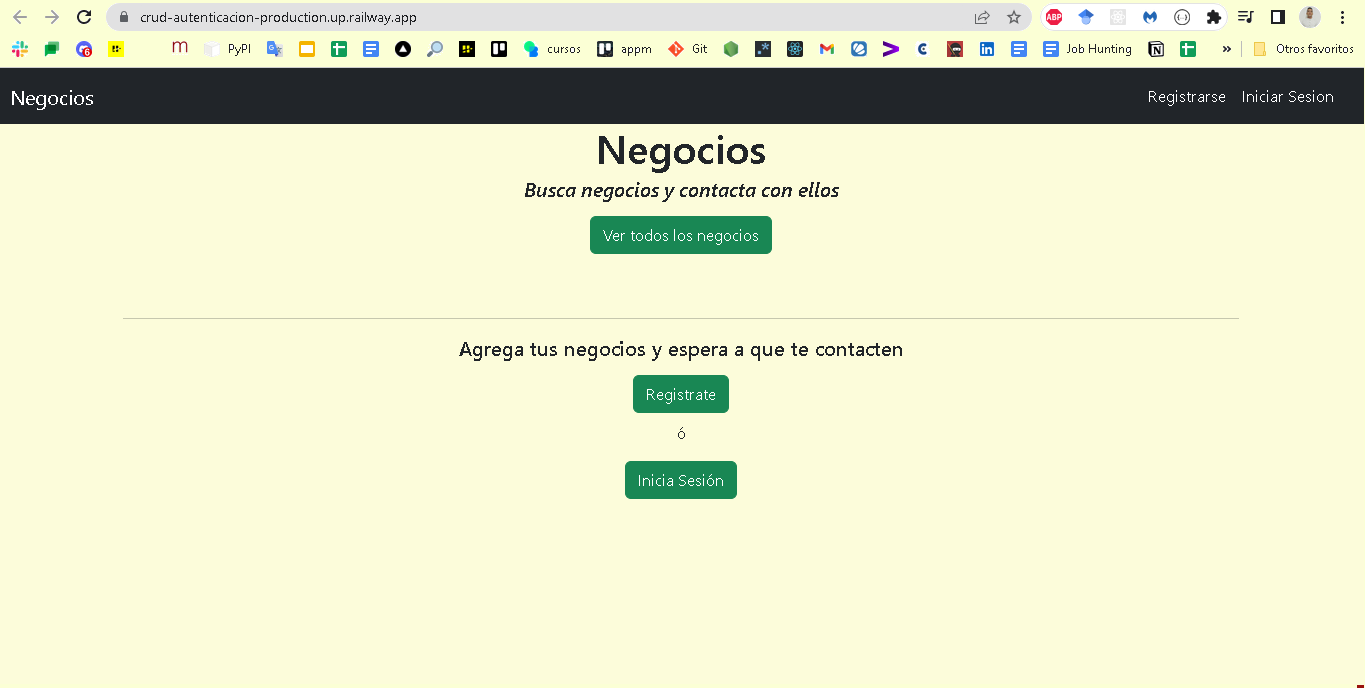 crud-autenticacion-production.up.railway.app
ABP
6
m PyPI cursos appm Git Job Hunting » Otros favoritos
Negocios Registrarse Iniciar Sesion
Negocios
Busca negocios y contacta con ellos
Ver todos los negocios
Agrega tus negocios y espera a que te contacten
Registrate
ó
Inicia Sesión